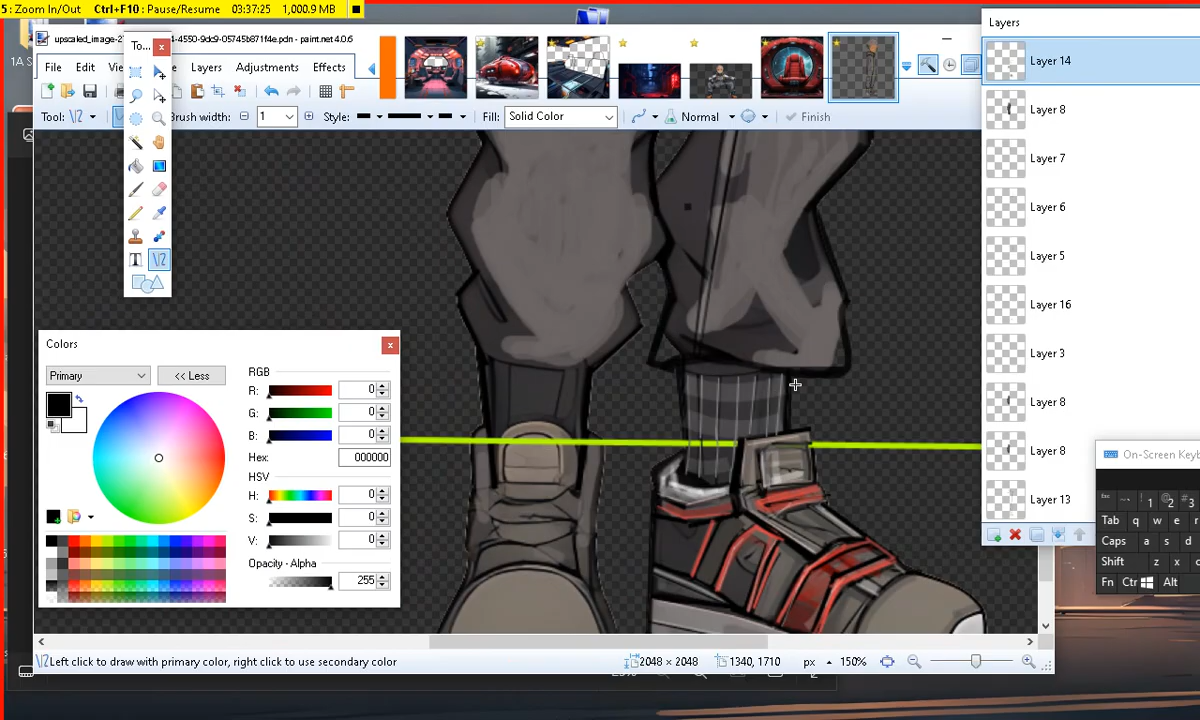 5: Zoom In/Out Ctrl+F10 : Pause/Resume 03:37:25 1,000.9 MB
4-4550-9dc9-05745b871f4e.pdn - paint.net 4.0.6
To...
Layers
File Edit Layers Adjustments Effects
Layer 14
Tool: Brush width: 1 Style: Fill: Solid Color Normal Finish
Layer 8
Layer 7
Layer 6
Layer 5
Layer 16
Layer 3
Layer 8
Layer 8
Layer 13
Colors
Primary << Less
RGB
R: 0
G: 0
B: 0
Hex: 000000
HSV
H: 0
S: 0
V: 0
Opacity - Alpha
255
On-Screen Keyb
Esc ~ ` ! 1 @ 2 # 3
Tab q w e r
Caps a s d
Shift z x c
Fn Ctr Alt
Left click to draw with primary color, right click to use secondary color 2048 × 2048 1340, 1710 px 150%